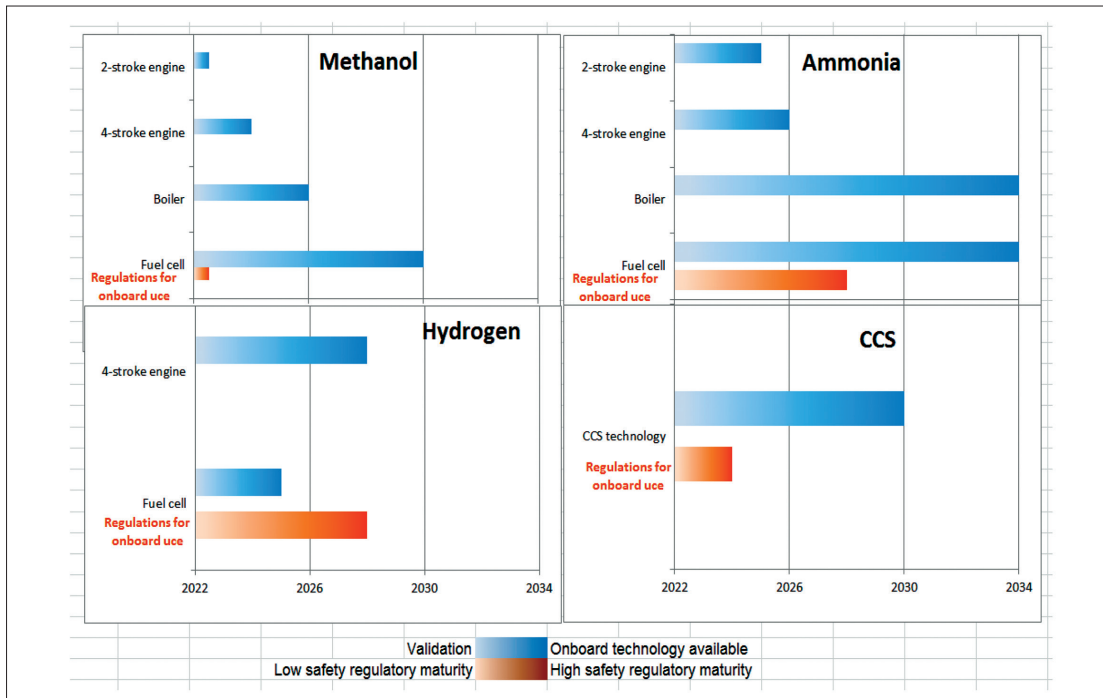 Methanol
2-stroke engine
4-stroke engine
Boiler
Fuel cell
Regulations for
onboard uce
Ammonia
2-stroke engine
4-stroke engine
Boiler
Fuel cell
Regulations for
onboard uce
Hydrogen
4-stroke engine
Fuel cell
Regulations for
onboard uce
2022 2026 2030 2034
CCS
CCS technology
Regulations for
onboard uce
2022 2026 2030 2034
Validation Onboard technology available
Low safety regulatory maturity High safety regulatory maturity